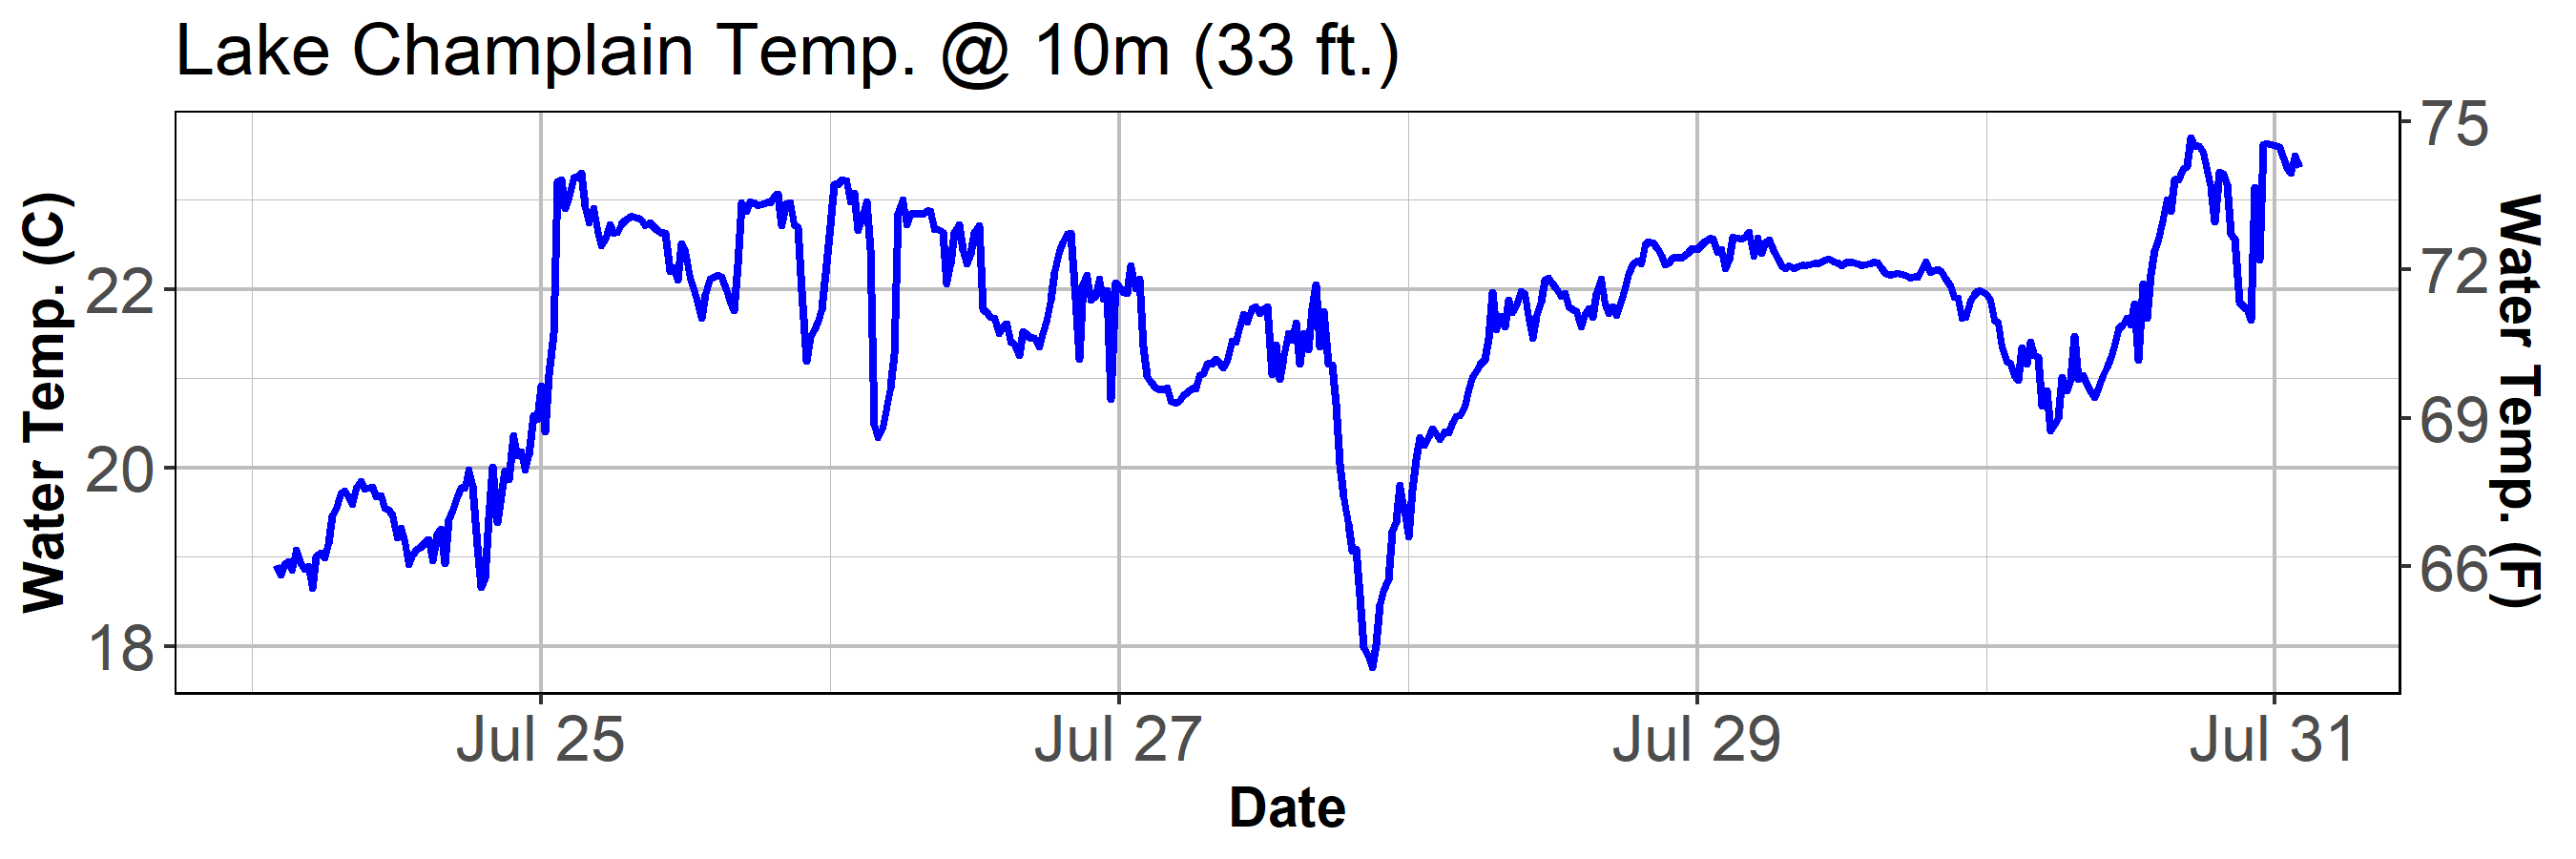 Lake Champlain Temp. @ 10m (33 ft.)
Water Temp. (C)
22
20
18
75
72
69
66
Water Temp. (F)
Jul 25
Jul 27
Jul 29
Jul 31
Date